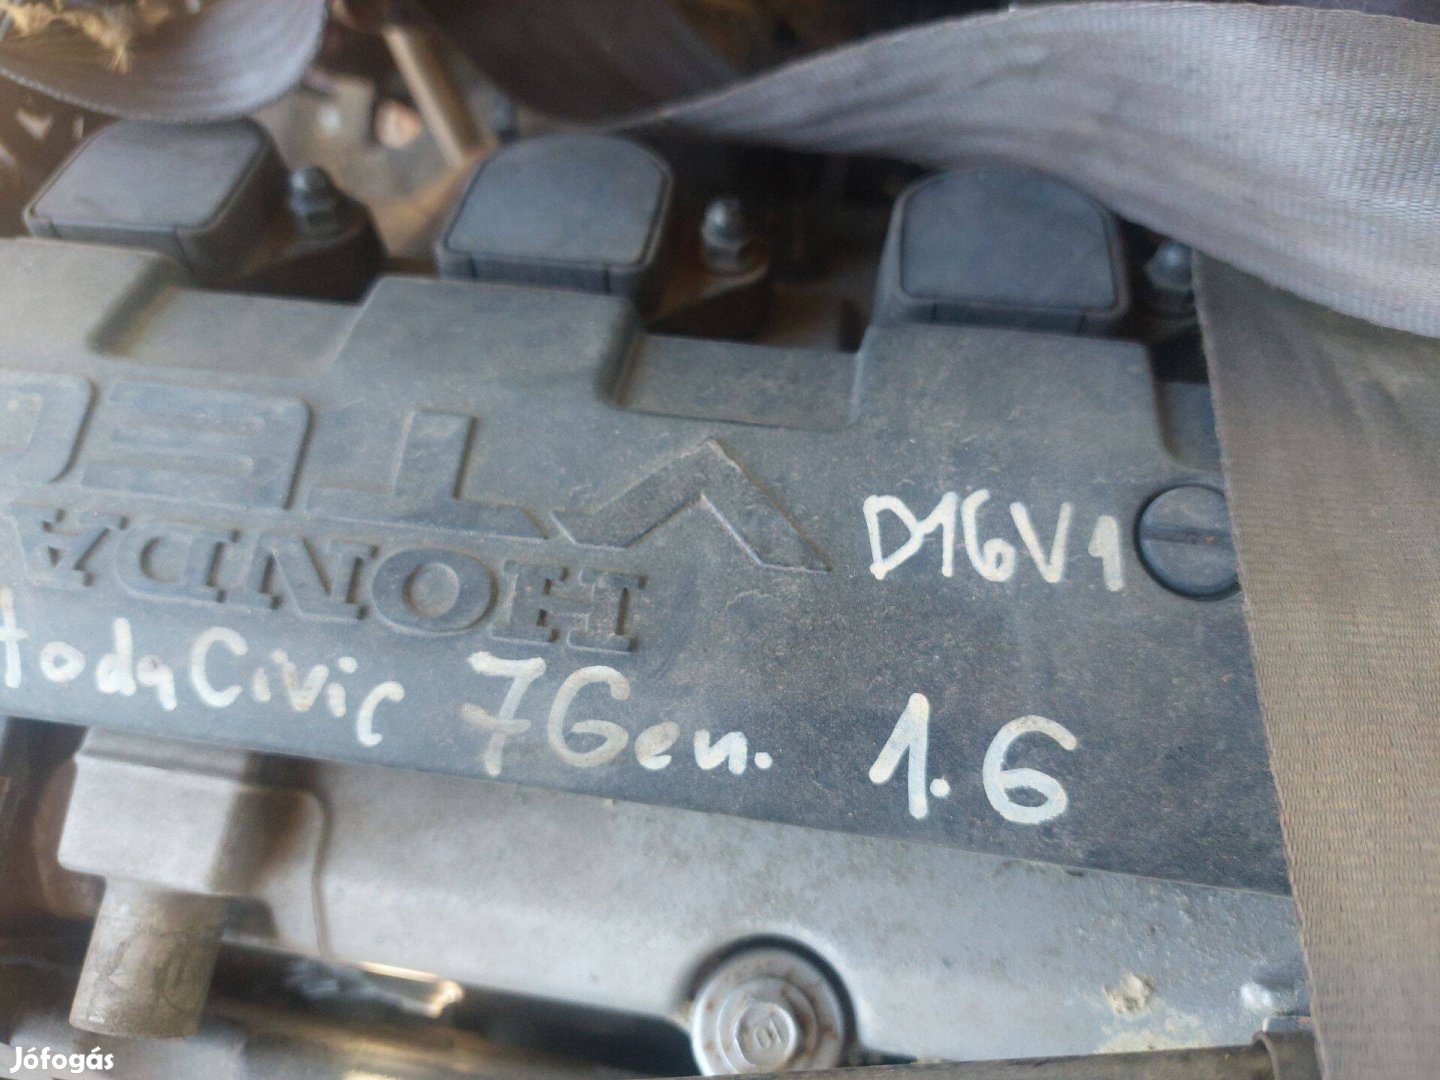 VTEC
HONDA
D16V1
Civic 7Gen. 1.6
Jófogás